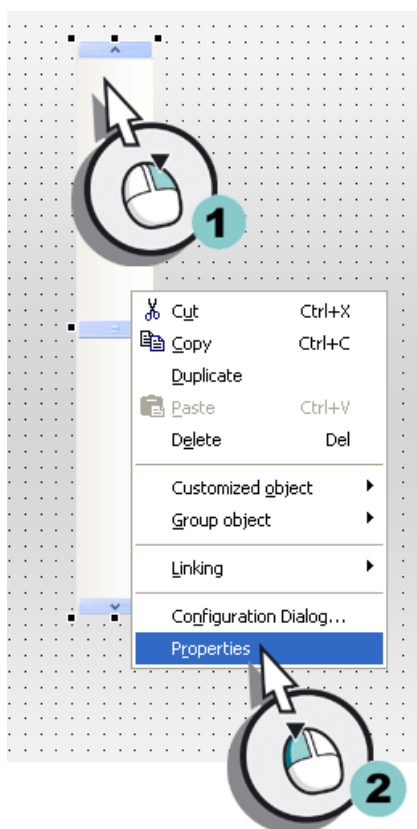 1
Cut Ctrl+X
Copy Ctrl+C
Duplicate
Paste Ctrl+V
Delete Del
Customized object
Group object
Linking
Configuration Dialog...
Properties
2